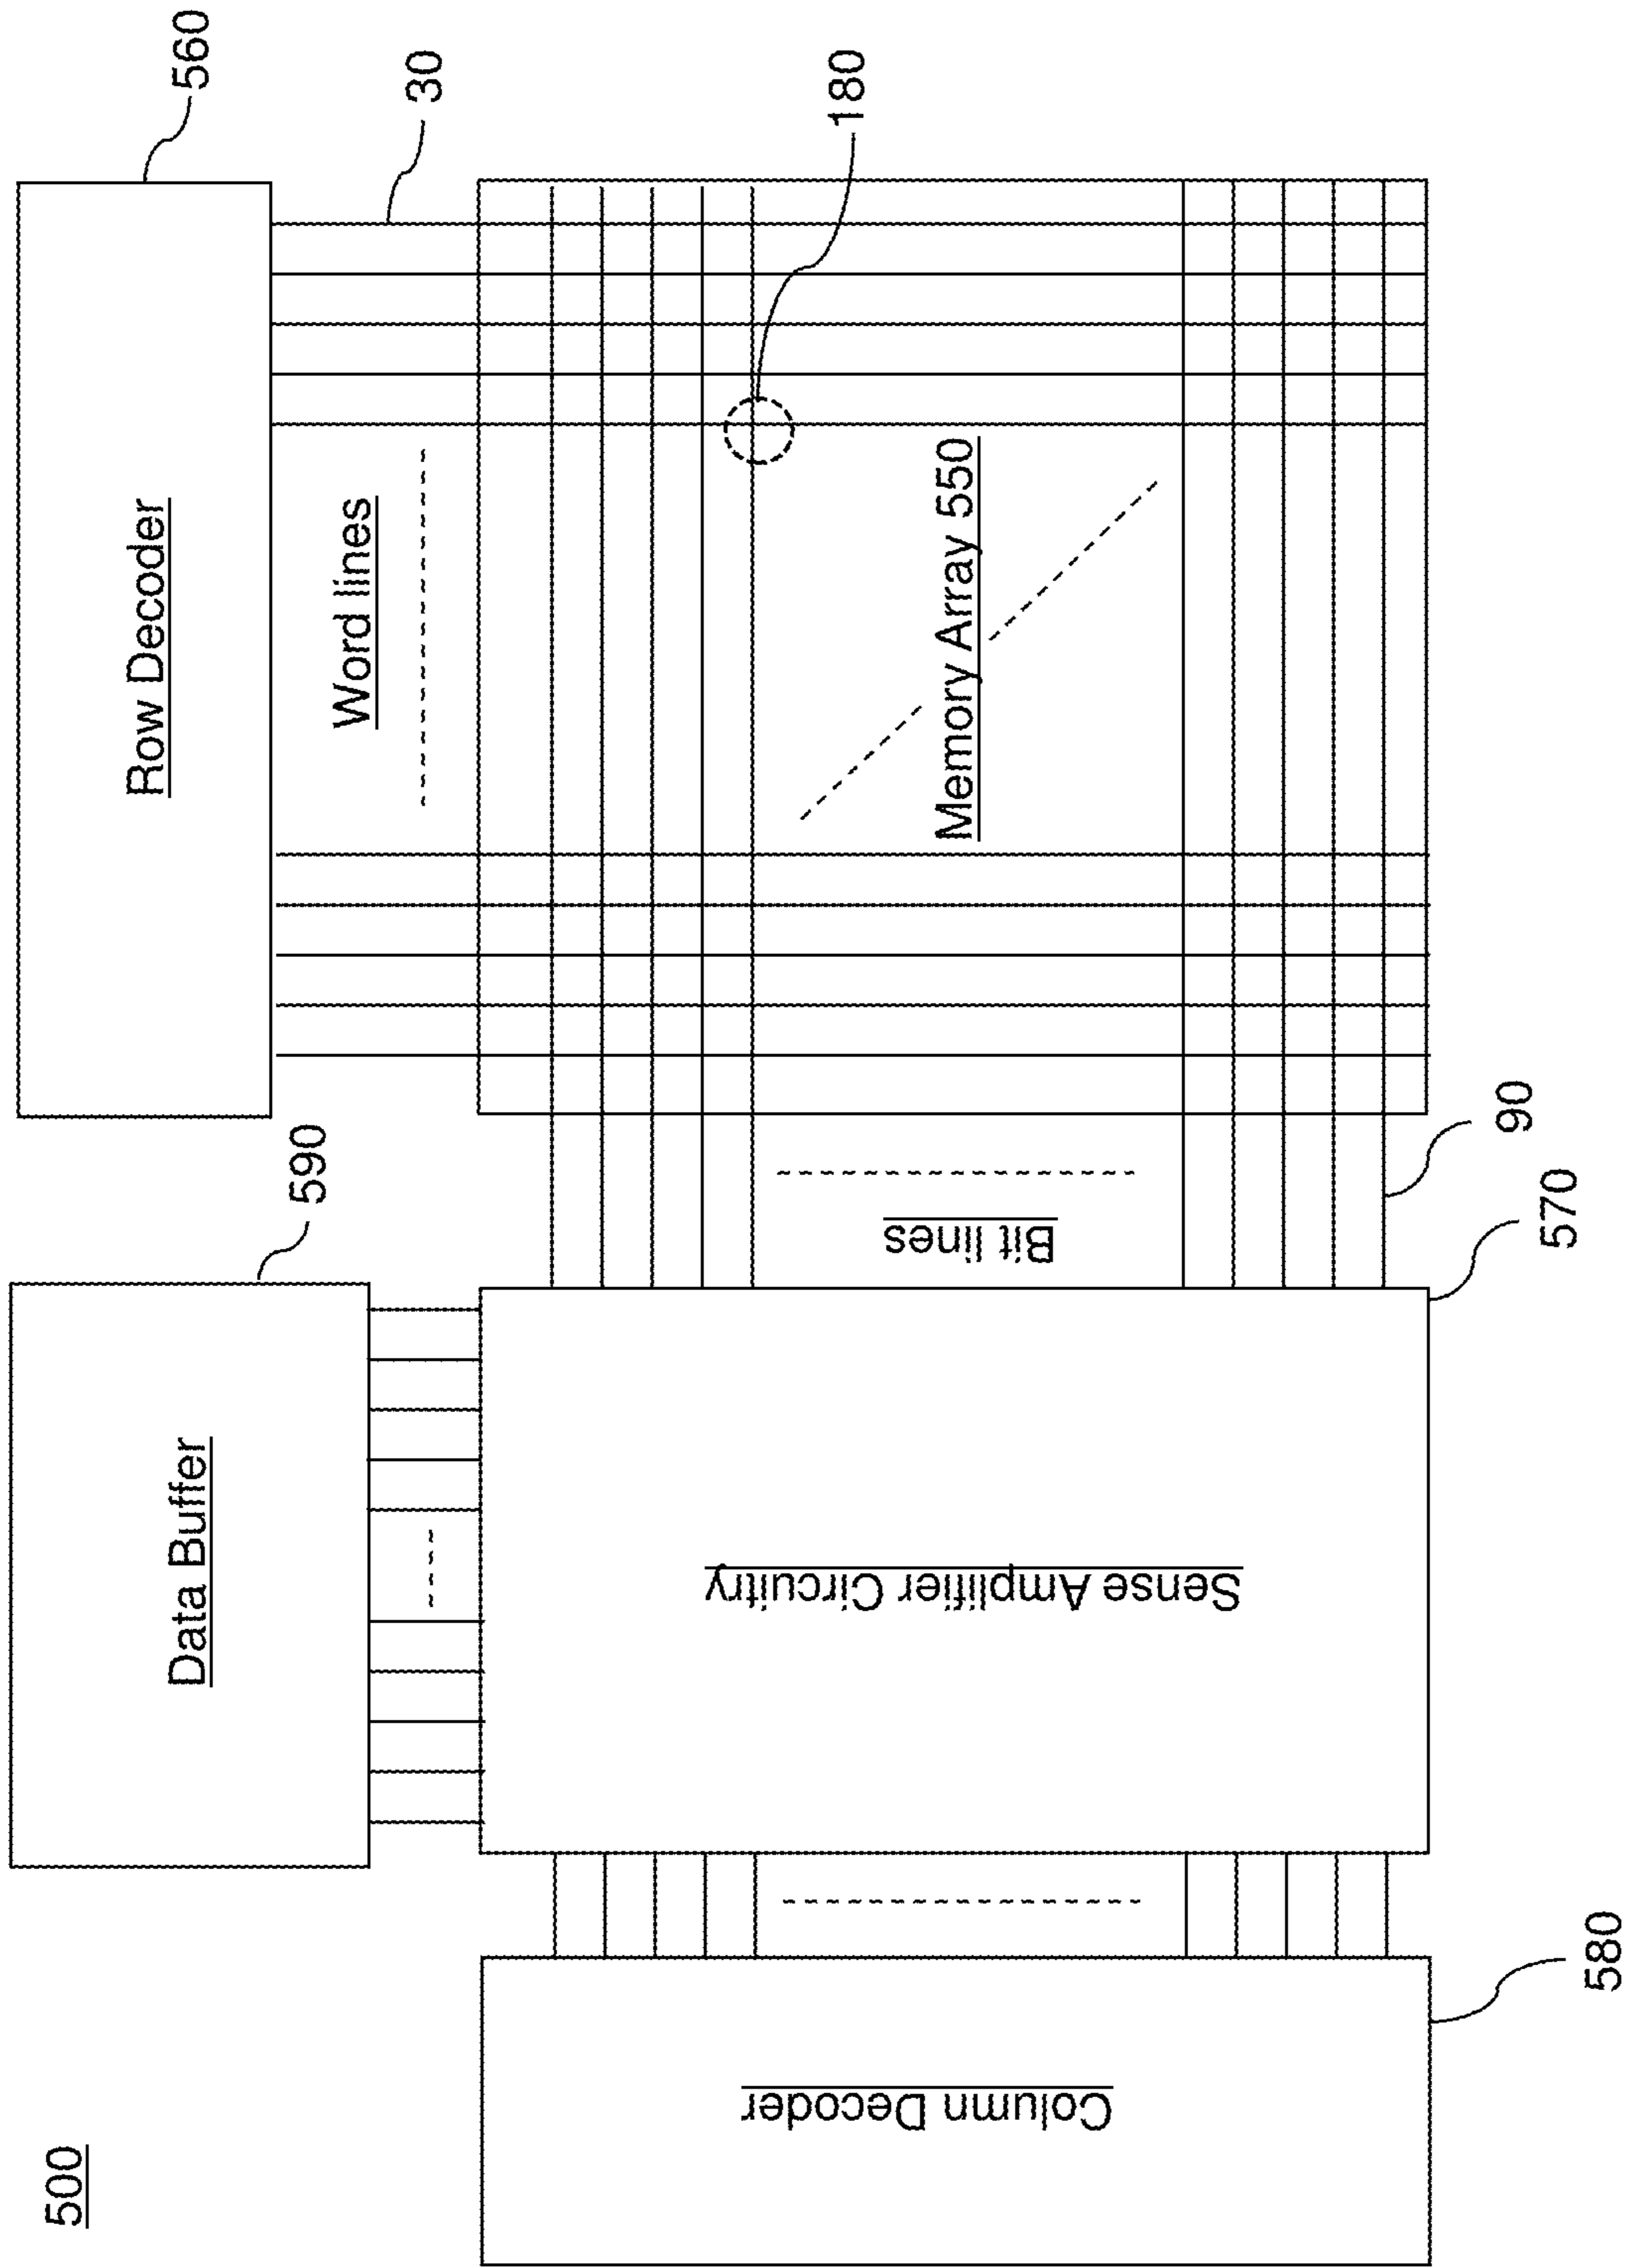 500
Row Decoder
560
Word lines
30
180
Memory Array 550
Data Buffer
590
Bit lines
90
Sense Amplifier Circuitry
570
Column Decoder
580